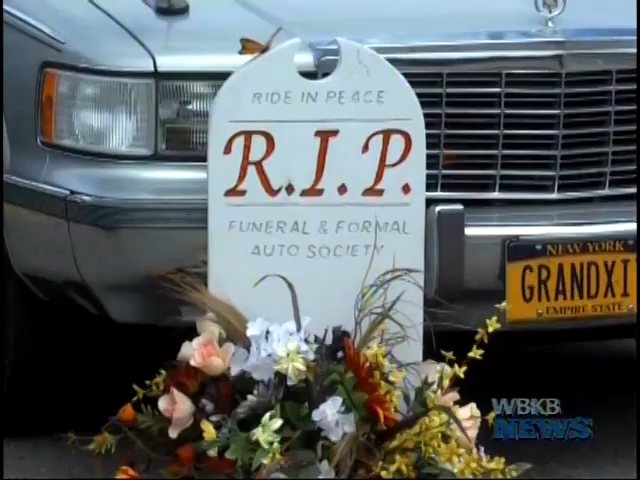 RIDE IN PEACE
R.I.P.
FUNERAL & FORMAL
AUTO SOCIETY
NEW YORK
GRANDXI
EMPIRE STATE
WBKB
NEWS